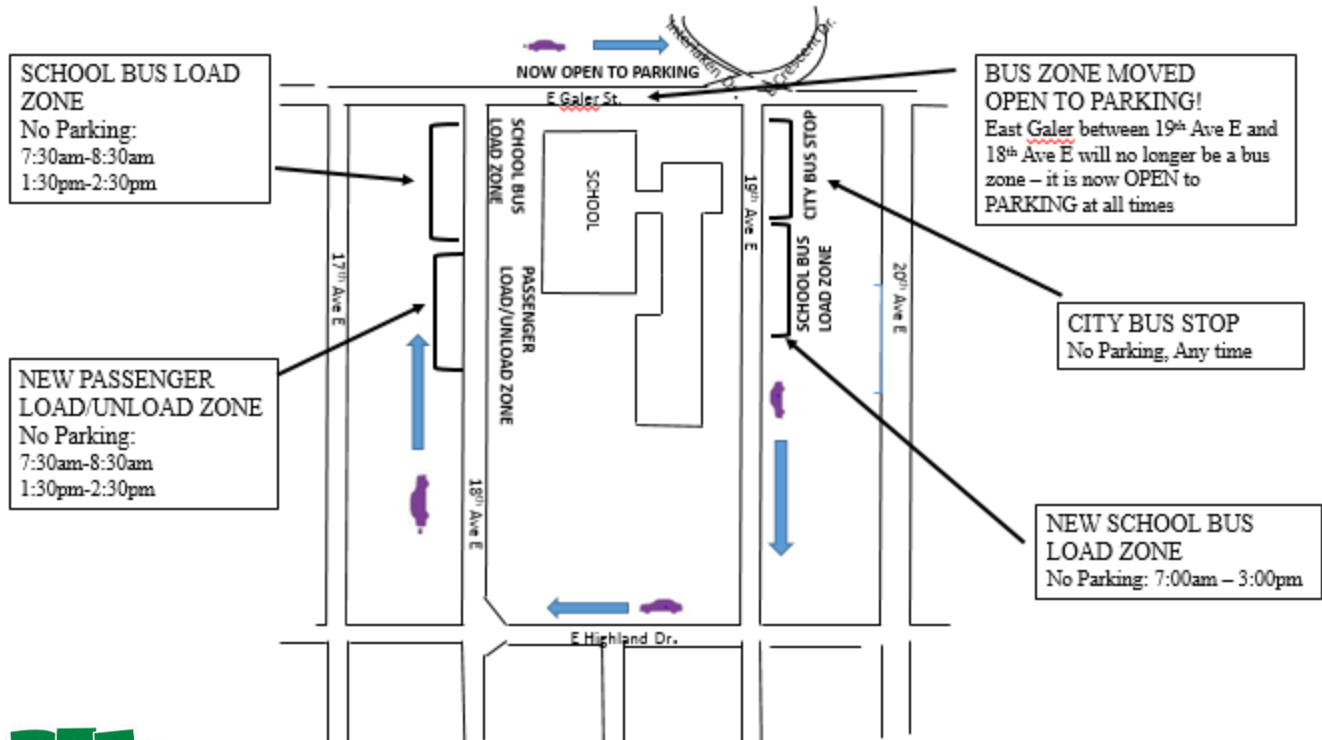 SCHOOL BUS LOAD
ZONE
No Parking:
7:30am-8:30am
1:30pm-2:30pm
NEW PASSENGER
LOAD/UNLOAD ZONE
No Parking:
7:30am-8:30am
1:30pm-2:30pm
NOW OPEN TO PARKING
Interlaken D
E Galer St.
Crescent Dr.
SCHOOL BUS
LOAD ZONE
SCHOOL
PASSENGER
LOAD/UNLOAD ZONE
17th Ave E
18th Ave E
19th Ave E
20th Ave E
CITY BUS STOP
SCHOOL BUS
LOAD ZONE
E Highland Dr.
BUS ZONE MOVED
OPEN TO PARKING!
East Galer between 19th Ave E and
18th Ave E will no longer be a bus
zone – it is now OPEN to
PARKING at all times
CITY BUS STOP
No Parking, Any time
NEW SCHOOL BUS
LOAD ZONE
No Parking: 7:00am – 3:00pm